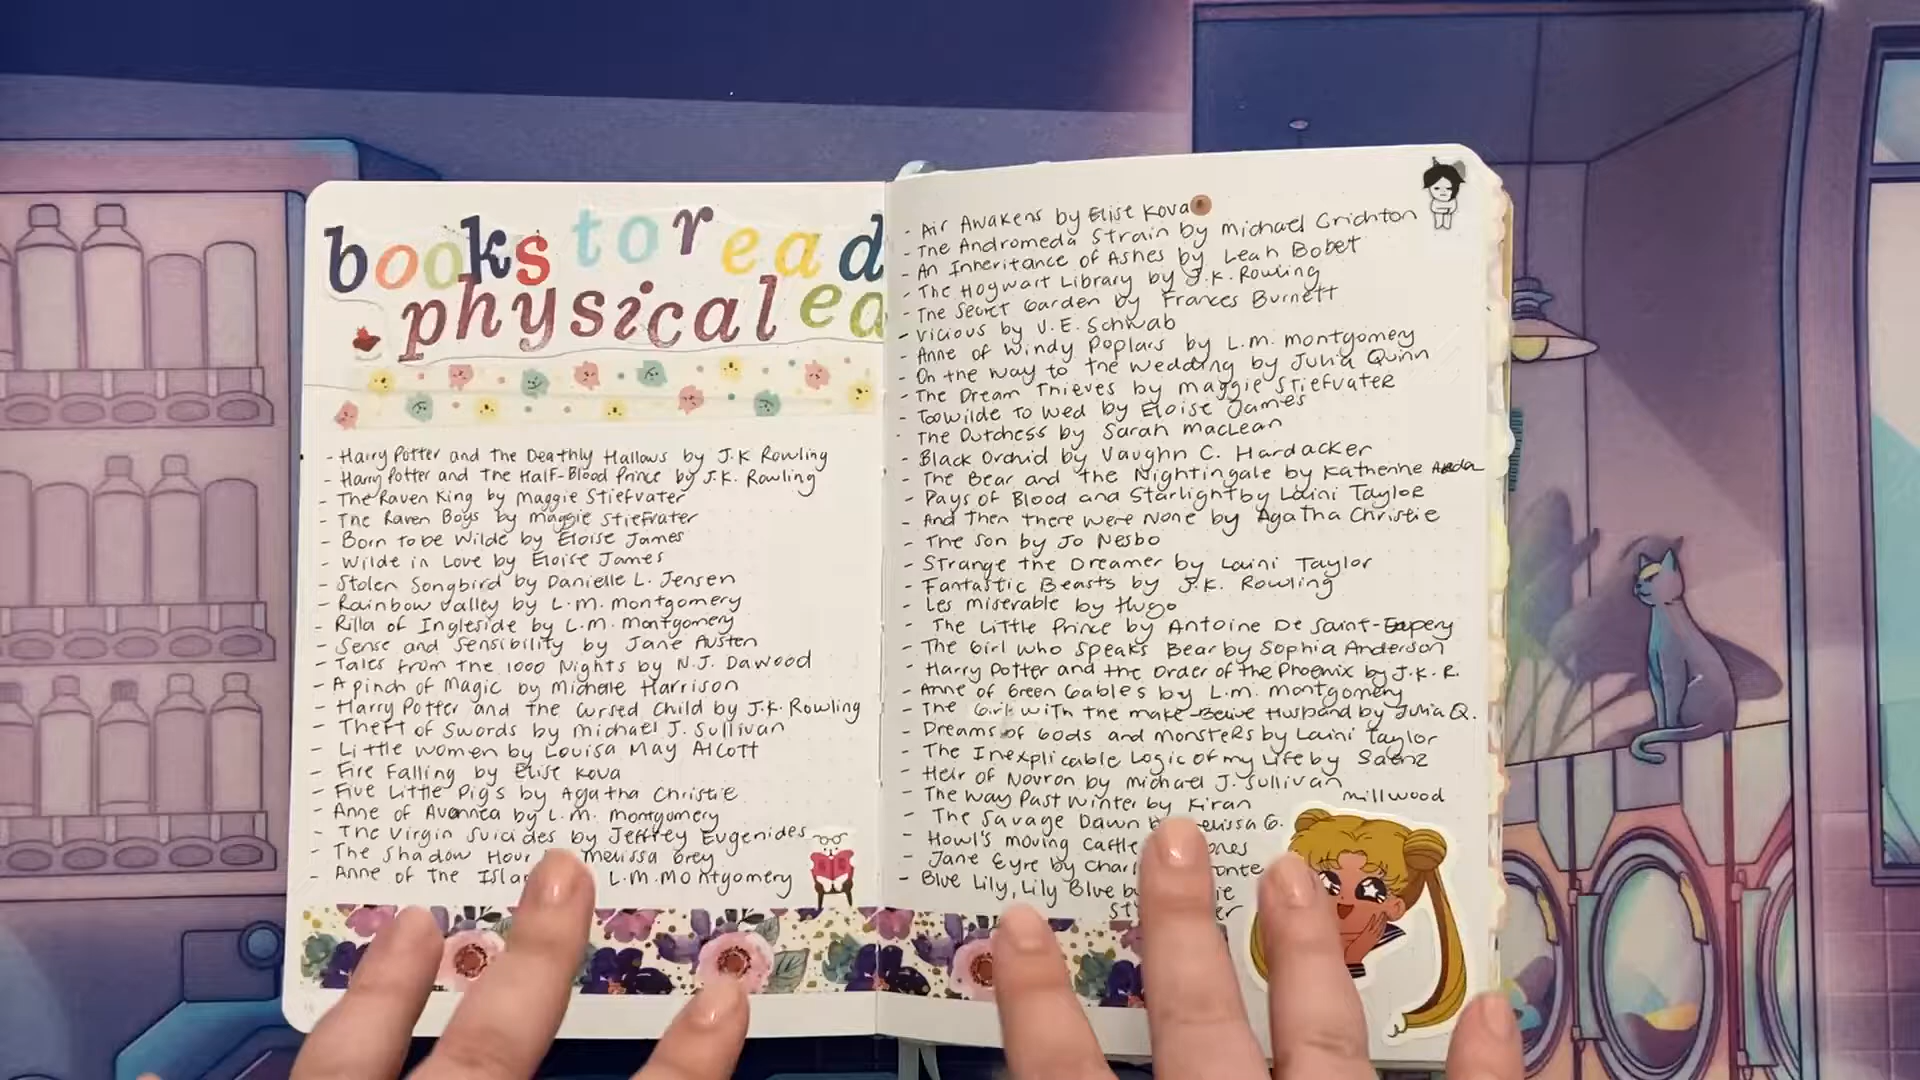 books to read
physical ed
- Harry Potter and The Deathly Hallows by J.K Rowling
- Harry Potter and The Half-Blood Prince by J.K. Rowling
- The Raven King by Maggie Stiefvater
- The Raven Boys by Maggie Stiefvater
- Born to be Wilde by Eloise James
- Wilde in Love by Eloise James
- Stolen Songbird by Danielle L. Jensen
- Rainbow Valley by L.M. Montgomery
- Rilla of Ingleside by L.M. Montgomery
- Sense and Sensibility by Jane Austen
- Tales from the 1000 Nights by N.J. Dawood
- A pinch of Magic by Michelle Harrison
- Harry Potter and the Cursed Child by J.K. Rowling
- Theft of Swords by Michael J. Sullivan
- Little Women by Louisa May Alcott
- Fire Falling by Elise Kova
- Five Little Pigs by Agatha Christie
- Anne of by L.M. Montgomery
- The Virgin Suicides by Jeffrey Eugenides
- The Shadow Hour Melissa Grey
- Anne of The L.M. Montgomery
- Air Awakens by Elise Kova
- The Andromeda Strain by Michael Crichton
- An Inheritance of Ashes by Leah Bobet
- The Hogwart Library by J.K. Rowling
- The Secret Garden by Frances Burnett
- Vicious by V.E. Schwab
- Anne of Windy Poplars by L.M. Montgomery
- On the Way to the Wedding by Julia Quinn
- The Dream Thieves by Maggie Stiefvater
- Too Wilde To Wed by Eloise James
- The Dutchess by Sarah MacLean
- Black Orchid by Vaughn C. Hardacker
- The Bear and the Nightingale by Katherine
- Days of Blood and Starlight by Laini Taylor
- And Then there were None by Agatha Christie
- The Son by Jo Nesbo
- Strange the Dreamer by Laini Taylor
- Fantastic Beasts by J.K. Rowling
- Les Miserable by Hugo
- The Little Prince by Antoine De Saint-
- The Girl who Speaks Bear by Sophia Anderson
- Harry Potter and the Order of the Phoenix by J.K.R.
- Anne of Green Gables by L.M. Montgomery
- The Girl with the make-Belive Husband by Julia Q.
- Dreams of Gods and Monsters by Laini Taylor
- The Inexplicable Logic of my Life by Saenz
- Heir of Novron by Michael J. Sullivan
- The Way Past Winter by Kiran Millwood
- The Savage Dawn G.
- Howl's Moving Castle
- Jane Eyre by
- Blue Lily, Lily Blue